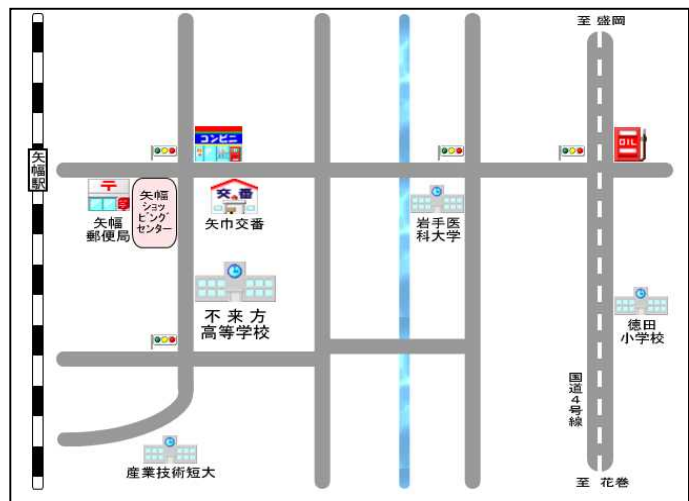 至 盛岡
コンビニ
OIL
矢幅駅
〒
矢幅
郵便局
矢幅
ショッ
ピング
センター
交番
矢巾交番
岩手医
科大学
不来方
高等学校
徳田
小学校
国道4号線
産業技術短大
至 花巻